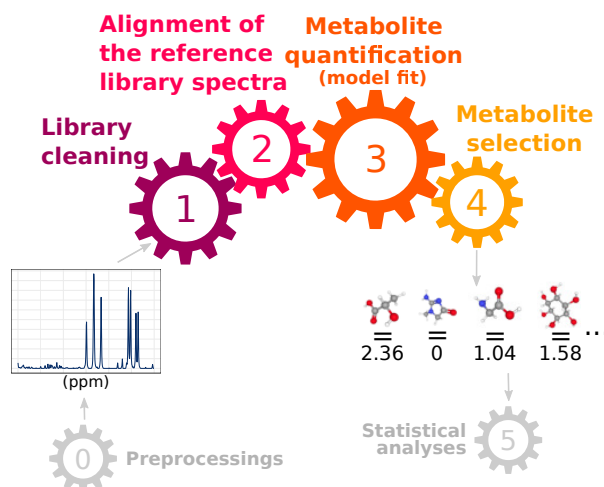 Alignment of
the reference
library spectra
2
Metabolite
quantification
(model fit)
3
Library
cleaning
1
Metabolite
selection
4
(ppm)
= = = = ..
2.36 0 1.04 1.58
0
Preprocessings
Statistical
analyses
5